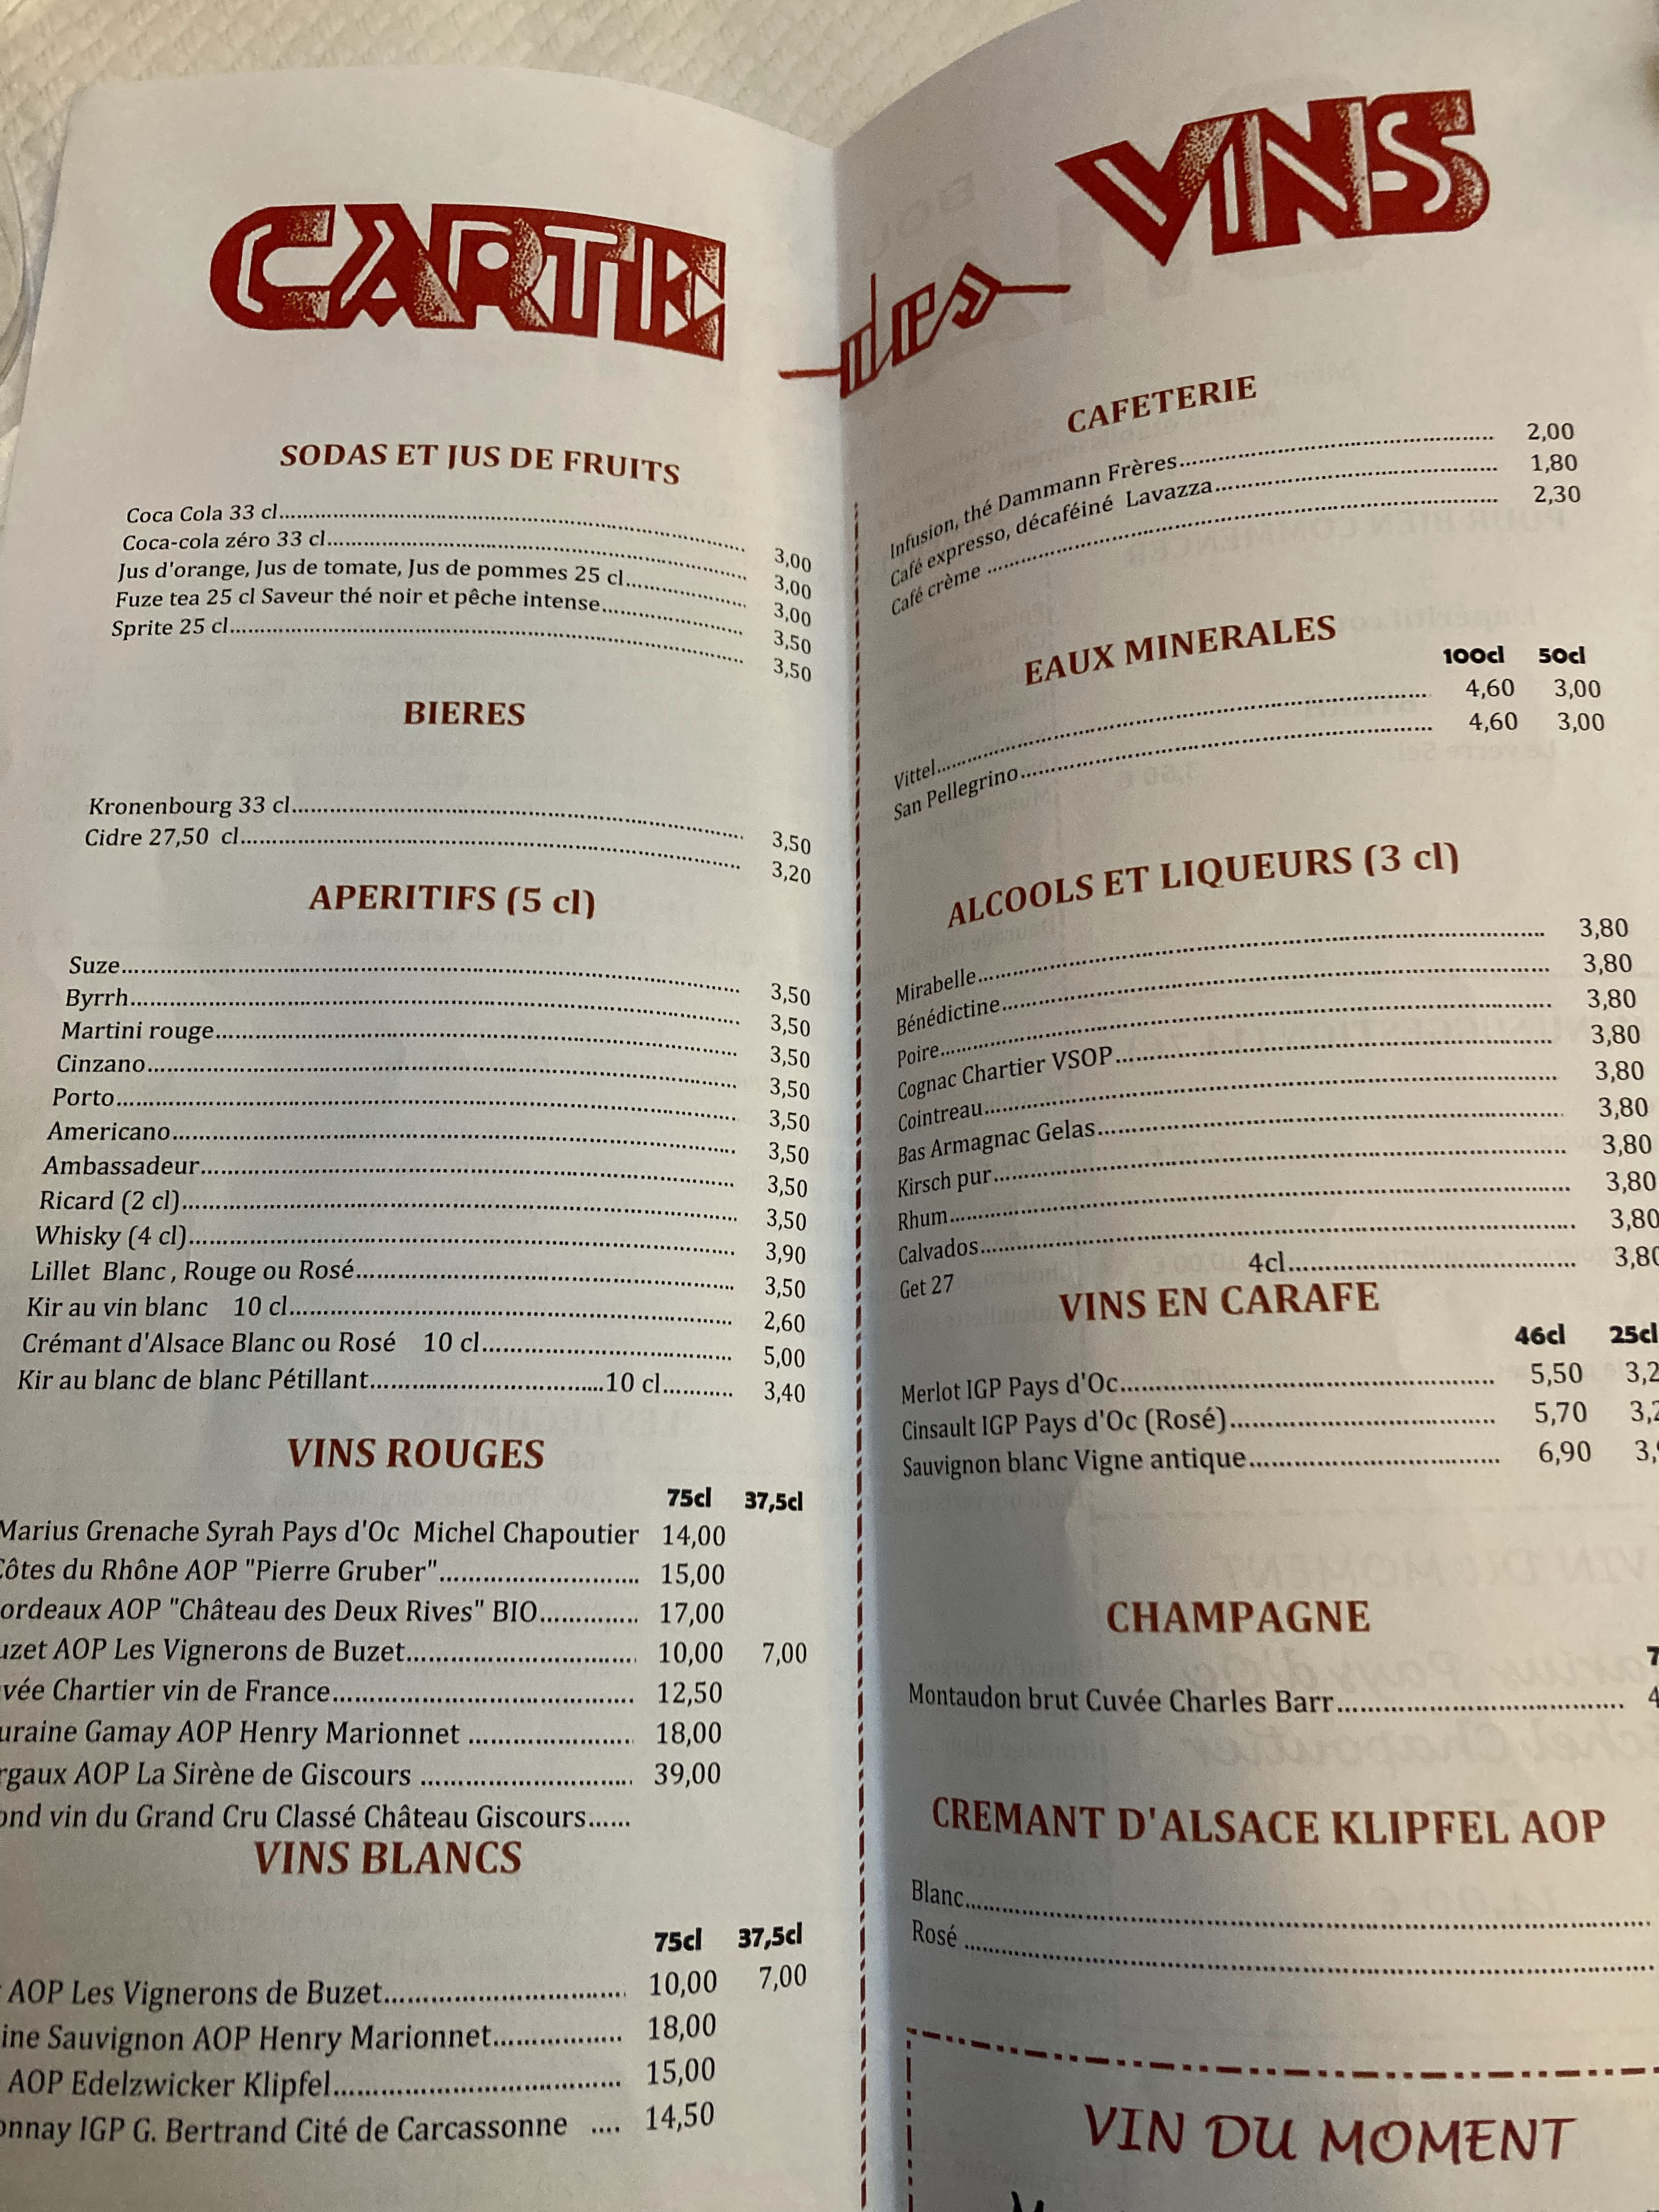 CARTE
des
VINS
SODAS ET JUS DE FRUITS
Coca Cola 33 cl 3,00
Coca-cola zéro 33 cl 3,00
Jus d'orange, Jus de tomate, Jus de pommes 25 cl 3,00
Fuze tea 25 cl Saveur thé noir et pêche intense 3,50
Sprite 25 cl 3,50
BIERES
Kronenbourg 33 cl 3,50
Cidre 27,50 cl 3,20
APERITIFS (5 cl)
Suze 3,50
Byrrh 3,50
Martini rouge 3,50
Cinzano 3,50
Porto 3,50
Americano 3,50
Ambassadeur 3,50
Ricard (2 cl) 3,50
Whisky (4 cl) 3,90
Lillet Blanc, Rouge ou Rosé 3,50
Kir au vin blanc 10 cl 2,60
Crémant d'Alsace Blanc ou Rosé 10 cl 5,00
Kir au blanc de blanc Pétillant 10 cl 3,40
VINS ROUGES
75cl 37,5cl
Marius Grenache Syrah Pays d'Oc Michel Chapoutier 14,00
Côtes du Rhône AOP "Pierre Gruber" 15,00
ordeaux AOP "Château des Deux Rives" BIO 17,00
uzet AOP Les Vignerons de Buzet 10,00 7,00
vée Chartier vin de France 12,50
uraine Gamay AOP Henry Marionnet 18,00
rgaux AOP La Sirène de Giscours 39,00
ond vin du Grand Cru Classé Château Giscours
VINS BLANCS
75cl 37,5cl
AOP Les Vignerons de Buzet 10,00 7,00
ine Sauvignon AOP Henry Marionnet 18,00
AOP Edelzwicker Klipfel 15,00
onnay IGP G. Bertrand Cité de Carcassonne 14,50
CAFETERIE
Infusion, thé Dammann Frères 2,00
Café expresso, décaféiné Lavazza 1,80
Café crème 2,30
EAUX MINERALES
100cl 50cl
Vittel 4,60 3,00
San Pellegrino 4,60 3,00
ALCOOLS ET LIQUEURS (3 cl)
Mirabelle 3,80
Bénédictine 3,80
Poire 3,80
Cognac Chartier VSOP 3,80
Cointreau 3,80
Bas Armagnac Gelas 3,80
Kirsch pur 3,80
Rhum 3,80
Calvados 3,80
Get 27 4cl 3,80
VINS EN CARAFE
46cl 25cl
Merlot IGP Pays d'Oc 5,50 3,2
Cinsault IGP Pays d'Oc (Rosé) 5,70 3,2
Sauvignon blanc Vigne antique 6,90 3,
CHAMPAGNE
7
Montaudon brut Cuvée Charles Barr 4
CREMANT D'ALSACE KLIPFEL AOP
Blanc
Rosé
VIN DU MOMENT